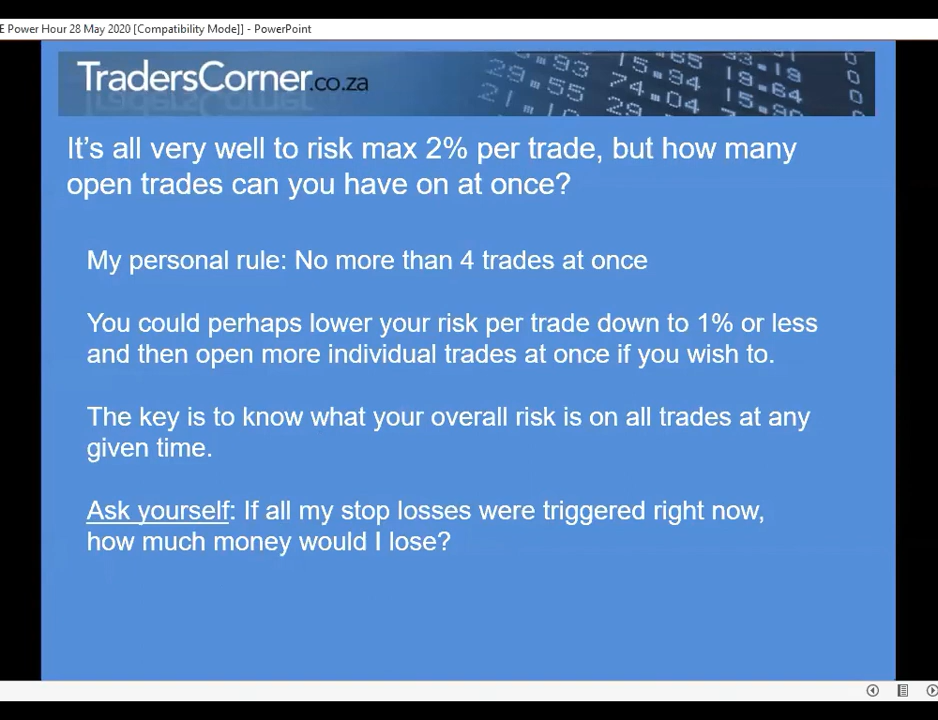 E Power Hour 28 May 2020 [Compatibility Mode]] - PowerPoint
TradersCorner.co.za
It's all very well to risk max 2% per trade, but how many
open trades can you have on at once?
My personal rule: No more than 4 trades at once
You could perhaps lower your risk per trade down to 1% or less
and then open more individual trades at once if you wish to.
The key is to know what your overall risk is on all trades at any
given time.
Ask yourself: If all my stop losses were triggered right now,
how much money would I lose?